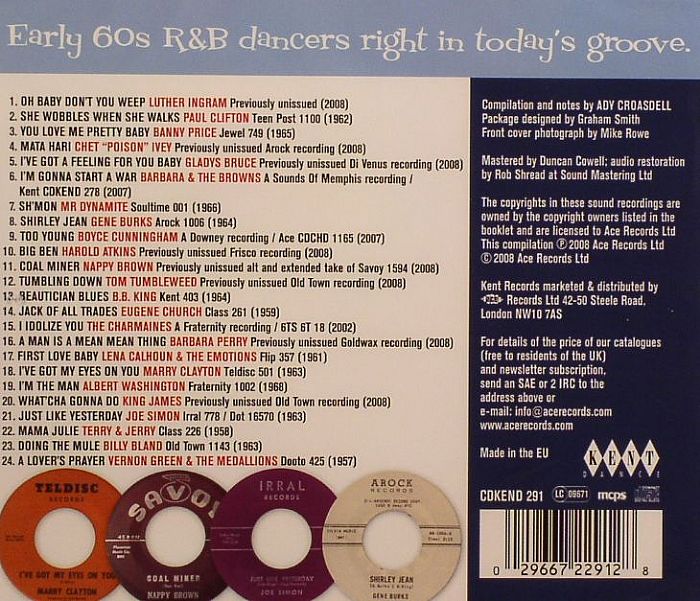 Early 60s R&B dancers right in today's groove.
1. OH BABY DON'T YOU WEEP LUTHER INGRAM Previously unissued (2008)
2. SHE WOBBLES WHEN SHE WALKS PAUL CLIFTON Teen Post 1100 (1962)
3. YOU LOVE ME PRETTY BABY BANNY PRICE Jewel 749 (1965)
4. MATA HARI CHET "POISON" IVEY Previously unissued Arock recording (2008)
5. I'VE GOT A FEELING FOR YOU BABY GLADYS BRUCE Previously unissued Di Venus recording (2008)
6. I'M GONNA START A WAR BARBARA & THE BROWNS A Sounds Of Memphis recording /
Kent CDKEND 278 (2007)
7. SH'MON MR DYNAMITE Soultime 001 (1966)
8. SHIRLEY JEAN GENE BURKS Arock 1006 (1964)
9. TOO YOUNG BOYCE CUNNINGHAM A Downey recording / Ace CDCHD 1165 (2007)
10. BIG BEN HAROLD ATKINS Previously unissued Frisco recording (2008)
11. COAL MINER NAPPY BROWN Previously unissued alt and extended take of Savoy 1594 (2008)
12. TUMBLING DOWN TOM TUMBLEWEED Previously unissued Old Town recording (2008)
13. BEAUTICIAN BLUES B.B. KING Kent 403 (1964)
14. JACK OF ALL TRADES EUGENE CHURCH Class 261 (1959)
15. I IDOLIZE YOU THE CHARMAINES A Fraternity recording / 6TS 6T 18 (2002)
16. A MAN IS A MEAN MEAN THING BARBARA PERRY Previously unissued Goldwax recording (2008)
17. FIRST LOVE BABY LENA CALHOUN & THE EMOTIONS Flip 357 (1961)
18. I'VE GOT MY EYES ON YOU MARRY CLAYTON Teldisc 501 (1963)
19. I'M THE MAN ALBERT WASHINGTON Fraternity 1002 (1968)
20. WHAT'CHA GONNA DO KING JAMES Previously unissued Old Town recording (2008)
21. JUST LIKE YESTERDAY JOE SIMON Irral 778 / Dot 16570 (1963)
22. MAMA JULIE TERRY & JERRY Class 226 (1958)
23. DOING THE MULE BILLY BLAND Old Town 1143 (1963)
24. A LOVER'S PRAYER VERNON GREEN & THE MEDALLIONS Dooto 425 (1957)
Compilation and notes by ADY CROASDELL
Package designed by Graham Smith
Front cover photograph by Mike Rowe
Mastered by Duncan Cowell; audio restoration
by Rob Shread at Sound Mastering Ltd
The copyrights in these sound recordings are
owned by the copyright owners listed in the
booklet and are licensed to Ace Records Ltd
This compilation ℗ 2008 Ace Records Ltd
© 2008 Ace Records Ltd
Kent Records marketed & distributed by
Records Ltd 42-50 Steele Road,
London NW10 7AS
For details of the price of our catalogues
(free to residents of the UK)
and newsletter subscription,
send an SAE or 2 IRC to the
address above or
e-mail: info@acerecords.com
www.acerecords.com
Made in the EU
KENT
DANCE
CDKEND 291
LC 09671
mcps
0 29667 22912 8
TELDISC
RECORDS
I'VE GOT MY EYES ON YOU
MARRY CLAYTON
SAVOY
COAL MINER
NAPPY BROWN
IRRAL
RECORDS
JUST LIKE YESTERDAY
JOE SIMON
AROCK
RECORDS
SHIRLEY JEAN
GENE BURKS